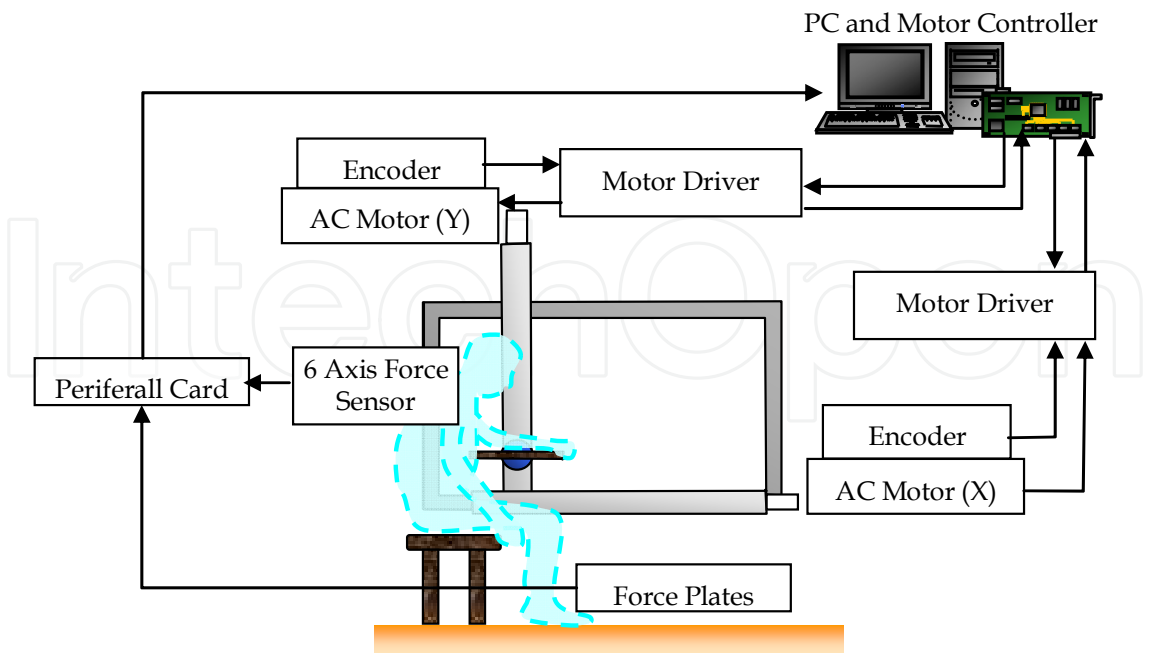 PC and Motor Controller
Encoder
AC Motor (Y)
Motor Driver
Motor Driver
6 Axis Force
Sensor
Periferall Card
Encoder
AC Motor (X)
Force Plates
IntechOpen